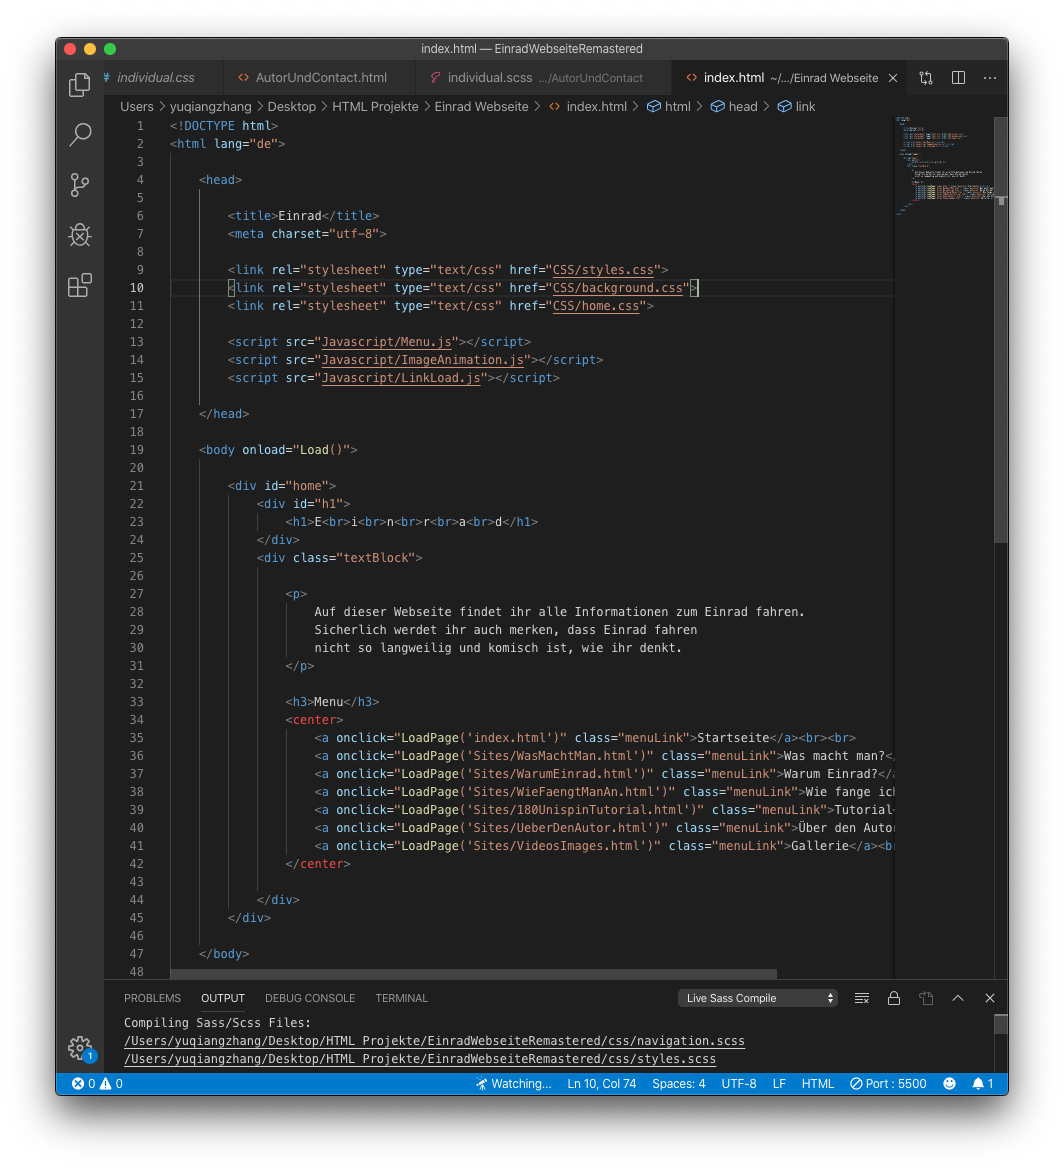 index.html — EinradWebseiteRemastered
individual.css
AutorUndContact.html
individual.scss .../AutorUndContact
index.html ~/.../Einrad Webseite
Users > yuqiangzhang > Desktop > HTML Projekte > Einrad Webseite > index.html > html > head > link
1 <!DOCTYPE html>
2 <html lang="de">
3
4 <head>
5
6 <title>Einrad</title>
7 <meta charset="utf-8">
8
9 <link rel="stylesheet" type="text/css" href="CSS/styles.css">
10 <link rel="stylesheet" type="text/css" href="CSS/background.css">
11 <link rel="stylesheet" type="text/css" href="CSS/home.css">
12
13 <script src="Javascript/Menu.js"></script>
14 <script src="Javascript/ImageAnimation.js"></script>
15 <script src="Javascript/LinkLoad.js"></script>
16
17 </head>
18
19 <body onload="Load()">
20
21 <div id="home">
22 <div id="h1">
23 <h1>E<br>i<br>n<br>r<br>a<br>d</h1>
24 </div>
25 <div class="textBlock">
26
27 <p>
28 Auf dieser Webseite findet ihr alle Informationen zum Einrad fahren.
29 Sicherlich werdet ihr auch merken, dass Einrad fahren
30 nicht so langweilig und komisch ist, wie ihr denkt.
31 </p>
32
33 <h3>Menu</h3>
34 <center>
35 <a onclick="LoadPage('index.html')" class="menuLink">Startseite</a><br><br>
36 <a onclick="LoadPage('Sites/WasMachtMan.html')" class="menuLink">Was macht man?<
37 <a onclick="LoadPage('Sites/WarumEinrad.html')" class="menuLink">Warum Einrad?</a
38 <a onclick="LoadPage('Sites/WieFaengtManAn.html')" class="menuLink">Wie fange ich
39 <a onclick="LoadPage('Sites/180UnispinTutorial.html')" class="menuLink">Tutorial
40 <a onclick="LoadPage('Sites/UeberDenAutor.html')" class="menuLink">Über den Autor
41 <a onclick="LoadPage('Sites/VideosImages.html')" class="menuLink">Gallerie</a><br
42 </center>
43
44 </div>
45 </div>
46
47 </body>
48
PROBLEMS OUTPUT DEBUG CONSOLE TERMINAL Live Sass Compile
Compiling Sass/Scss Files:
/Users/yuqiangzhang/Desktop/HTML Projekte/EinradWebseiteRemastered/css/navigation.scss
/Users/yuqiangzhang/Desktop/HTML Projekte/EinradWebseiteRemastered/css/styles.scss
1
0 0 Watching... Ln 10, Col 74 Spaces: 4 UTF-8 LF HTML Port : 5500 1